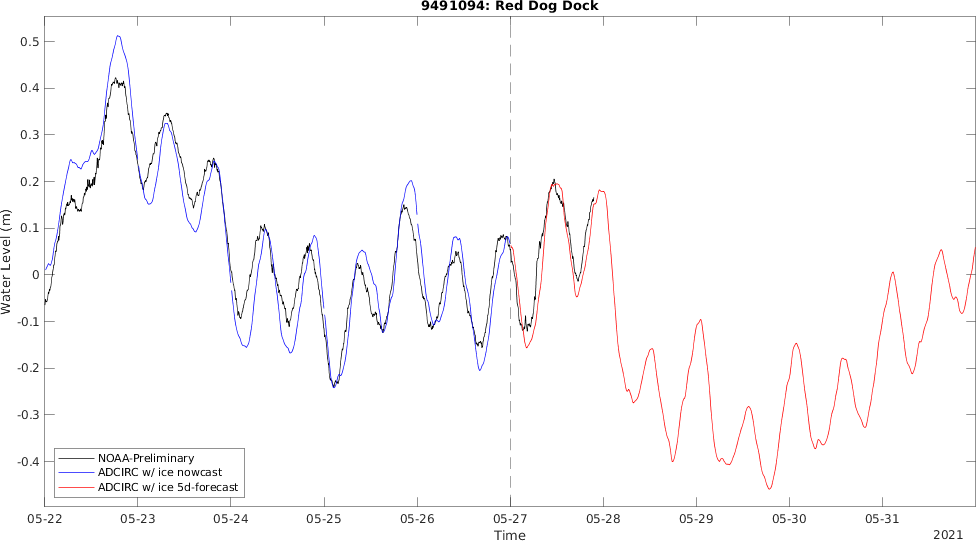 9491094: Red Dog Dock
0.5
0.4
0.3
0.2
0.1
0
-0.1
-0.2
-0.3
-0.4
Water Level (m)
NOAA-Preliminary
ADCIRC w/ ice nowcast
ADCIRC w/ ice 5d-forecast
05-22 05-23 05-24 05-25 05-26 05-27 05-28 05-29 05-30 05-31
Time
2021